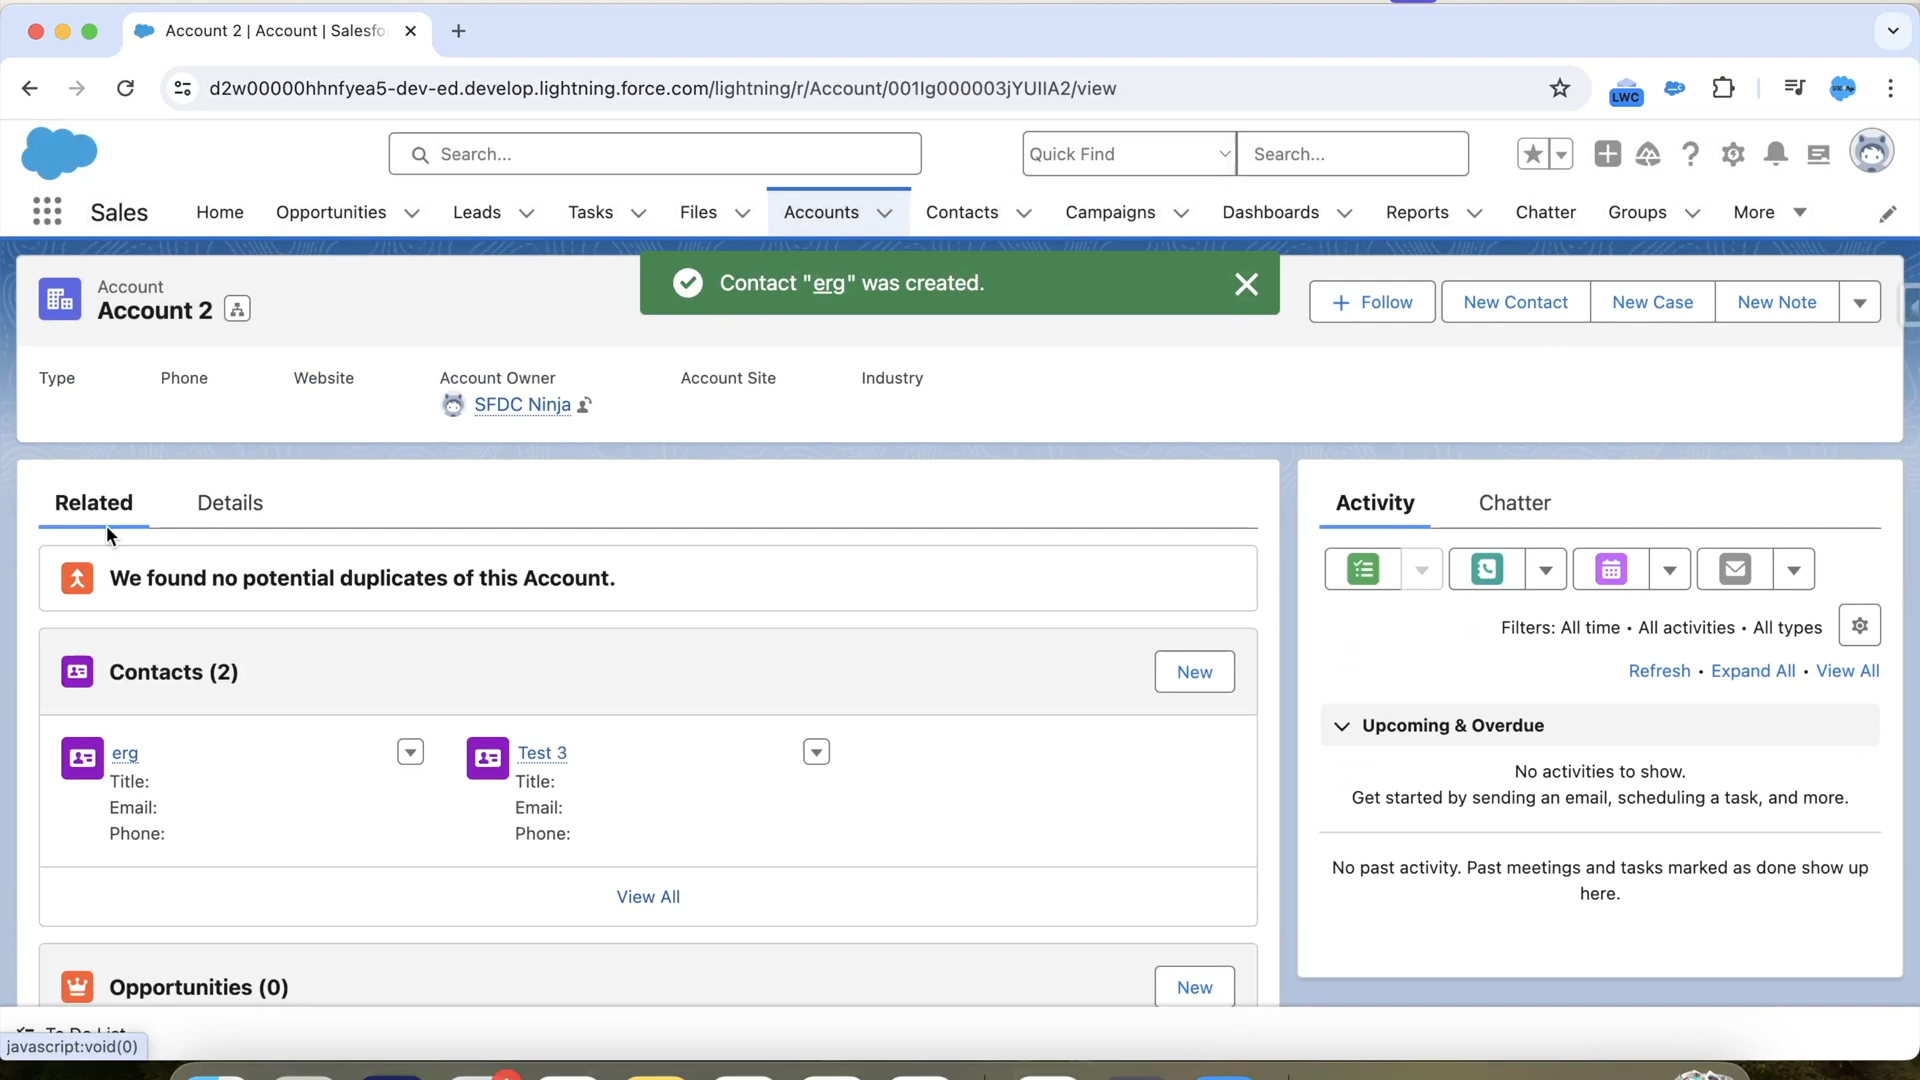 Account 2 | Account | Salesfo
d2w00000hhnfyea5-dev-ed.develop.lightning.force.com/lightning/r/Account/001Ig000003jYUIIA2/view
LWC
Search...
Quick Find
Search...
Sales
Home
Opportunities
Leads
Tasks
Files
Accounts
Contacts
Campaigns
Dashboards
Reports
Chatter
Groups
More
Contact "erg" was created.
Account
Account 2
Follow
New Contact
New Case
New Note
Type
Phone
Website
Account Owner
Account Site
Industry
SFDC Ninja
Related
Details
We found no potential duplicates of this Account.
Contacts (2)
New
erg
Title:
Email:
Phone:
Test 3
Title:
Email:
Phone:
View All
Opportunities (0)
New
Activity
Chatter
Filters: All time • All activities • All types
Refresh • Expand All • View All
Upcoming & Overdue
No activities to show.
Get started by sending an email, scheduling a task, and more.
No past activity. Past meetings and tasks marked as done show up
here.
To Do List
javascript:void(0)